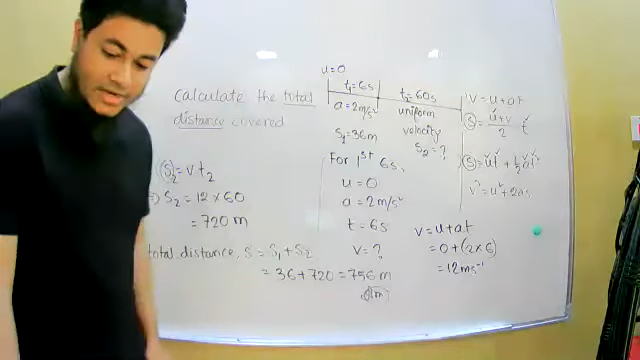 Calculate the total
distance covered
S₂ = vt₂
⇒ S₂ = 12 × 60
= 720 m
total distance, S = S₁ + S₂
= 36 + 720 = 756 m
u = 0
t₁ = 6s
a = 2m/s²
S₁ = 36m
t₂ = 60s
uniform
velocity
S₂ = ?
For 1st 6s,
u = 0
a = 2m/s²
t = 6s
v = ?
v = u + at
= 0 + (2 × 6)
= 12ms⁻¹
v = u + at
S = u+v/2 t
S = ut + ½at²
v² = u² + 2as